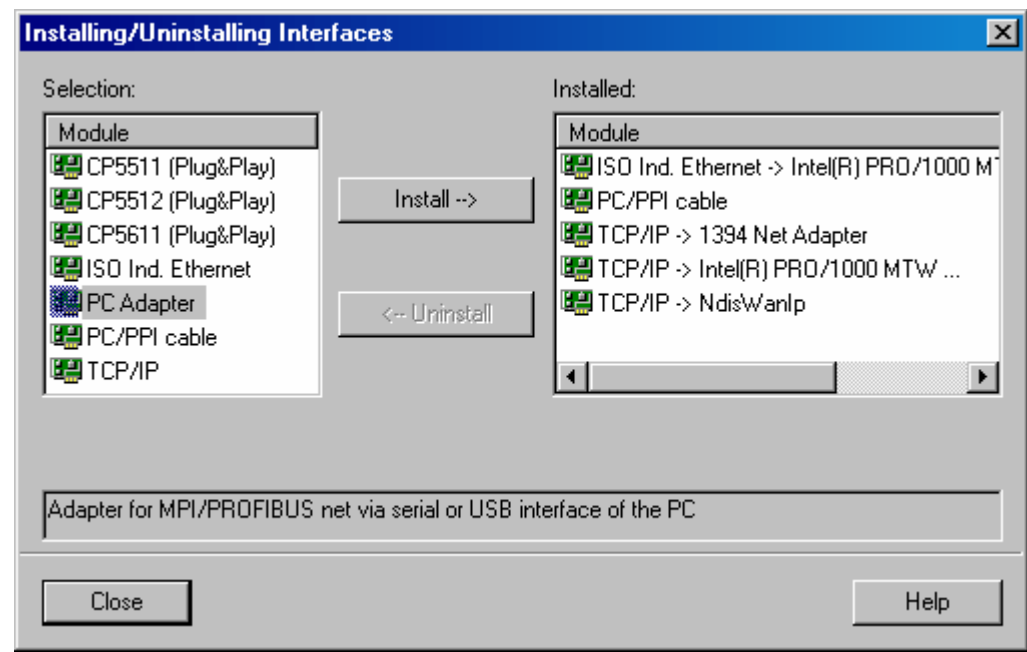 Installing/Uninstalling Interfaces
Selection:
Module
CP5511 (Plug&Play)
CP5512 (Plug&Play)
CP5611 (Plug&Play)
ISO Ind. Ethernet
PC Adapter
PC/PPI cable
TCP/IP
Install -->
<-- Uninstall
Installed:
Module
ISO Ind. Ethernet -> Intel(R) PRO/1000 MT
PC/PPI cable
TCP/IP -> 1394 Net Adapter
TCP/IP -> Intel(R) PRO/1000 MTW ...
TCP/IP -> NdisWanIp
Adapter for MPI/PROFIBUS net via serial or USB interface of the PC
Close
Help